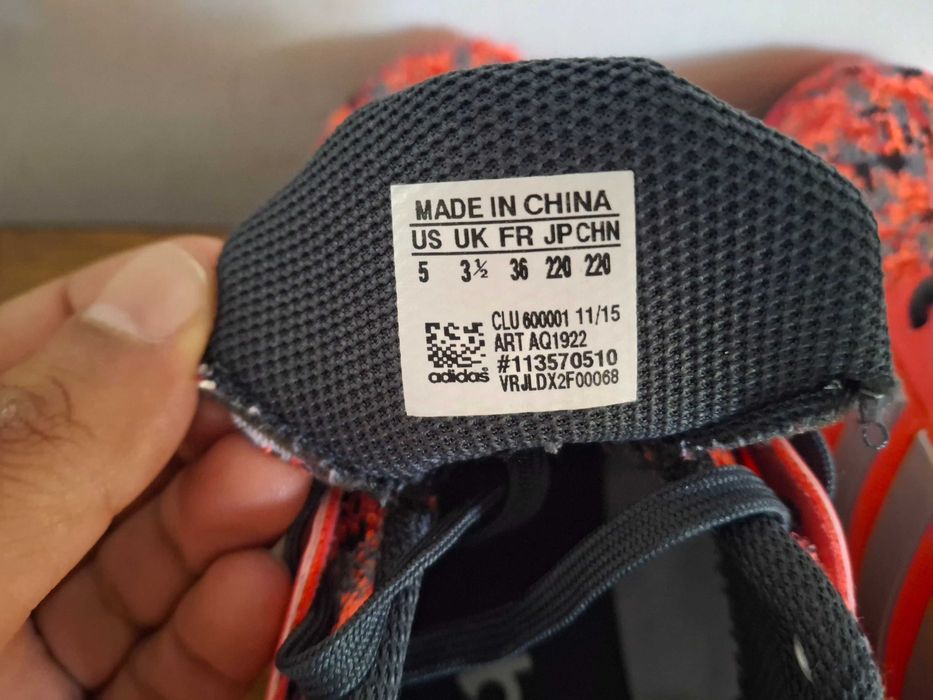 MADE IN CHINA
US UK FR JP CHN
5 3½ 36 220 220
CLU 600001 11/15
ART AQ1922
#113570510
VRJLDX2F00068
adidas